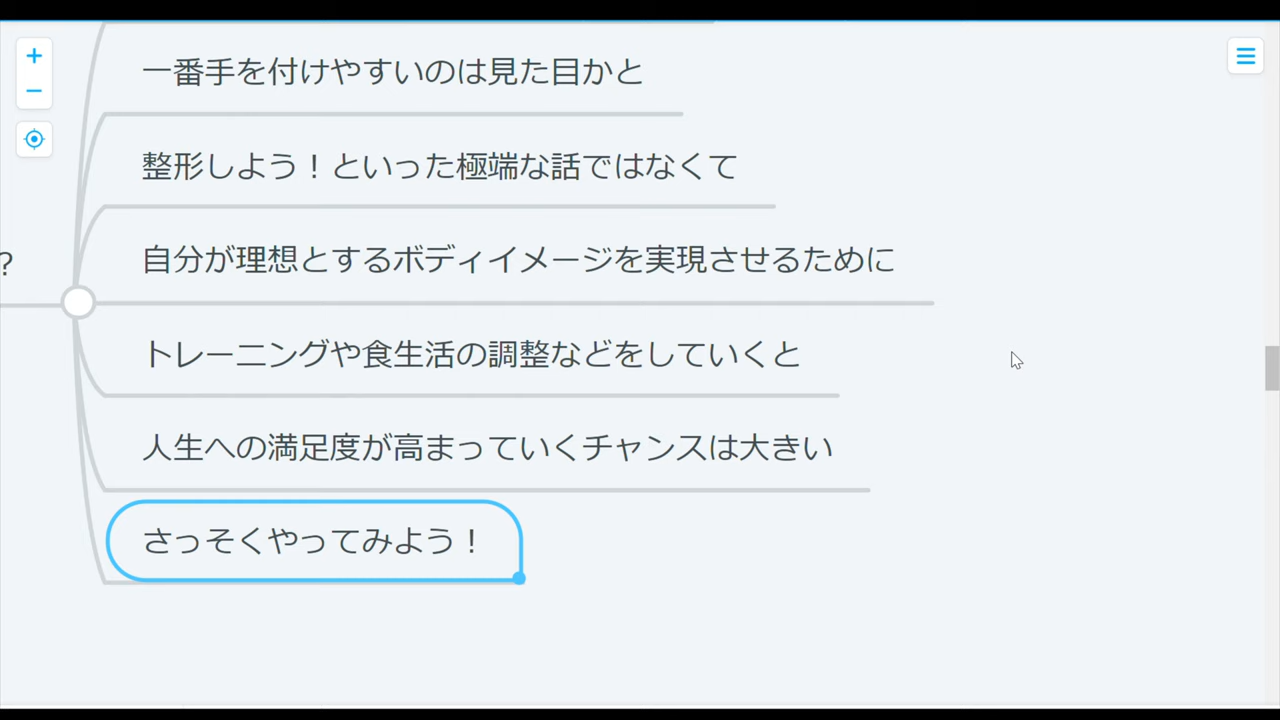 一番手を付けやすいのは見た目かと
整形しよう！といった極端な話ではなくて
自分が理想とするボディイメージを実現させるために
?
トレーニングや食生活の調整などをしていくと
人生への満足度が高まっていくチャンスは大きい
さっそくやってみよう！